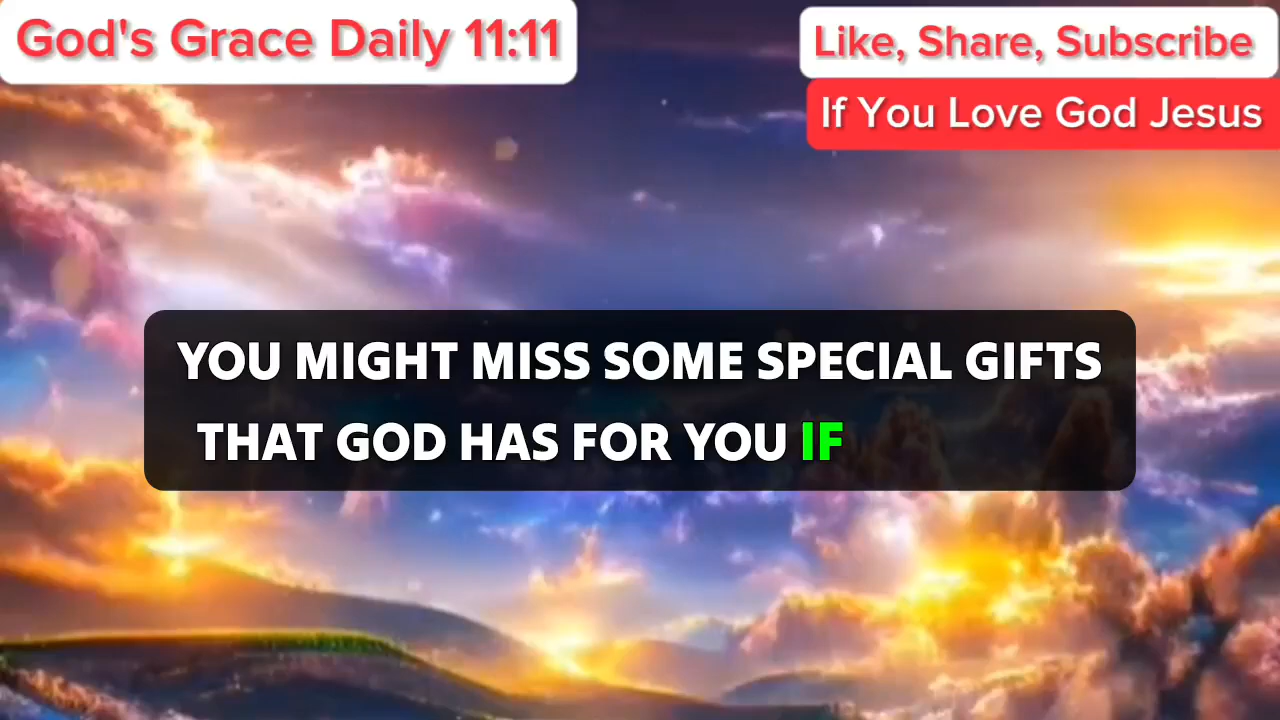 God's Grace Daily 11:11
Like, Share, Subscribe
If You Love God Jesus
YOU MIGHT MISS SOME SPECIAL GIFTS
THAT GOD HAS FOR YOU IF